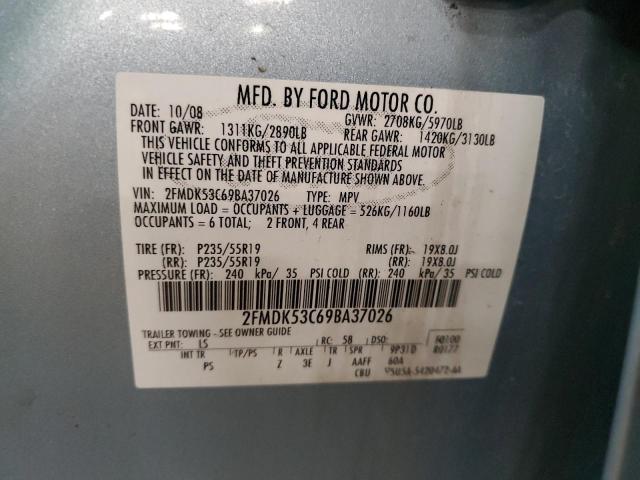 MFD. BY FORD MOTOR CO.
DATE: 10/08 GVWR: 2708KG/5970LB
FRONT GAWR: 1311KG/2890LB REAR GAWR: 1420KG/3130LB
THIS VEHICLE CONFORMS TO ALL APPLICABLE FEDERAL MOTOR
VEHICLE SAFETY AND THEFT PREVENTION STANDARDS
IN EFFECT ON THE DATE OF MANUFACTURE SHOWN ABOVE.
VIN: 2FMDK53C69BA37026 TYPE: MPV
MAXIMUM LOAD = OCCUPANTS + LUGGAGE = 526KG/1160LB
OCCUPANTS = 6 TOTAL; 2 FRONT, 4 REAR
TIRE (FR): P235/55R19 RIMS (FR): 19X8.0J
(RR): P235/55R19 (RR): 19X8.0J
PRESSURE (FR): 240 kPa/ 35 PSI COLD (RR): 240 kPa/ 35 PSI COLD
2FMDK53C69BA37026
TRAILER TOWING - SEE OWNER GUIDE
EXT PNT: LS RC: 58 DSO: F0100
INT TR TP/PS R AXLE TR SPR 9P31D R0177
PS Z 3E J AAFF 60A
CBU